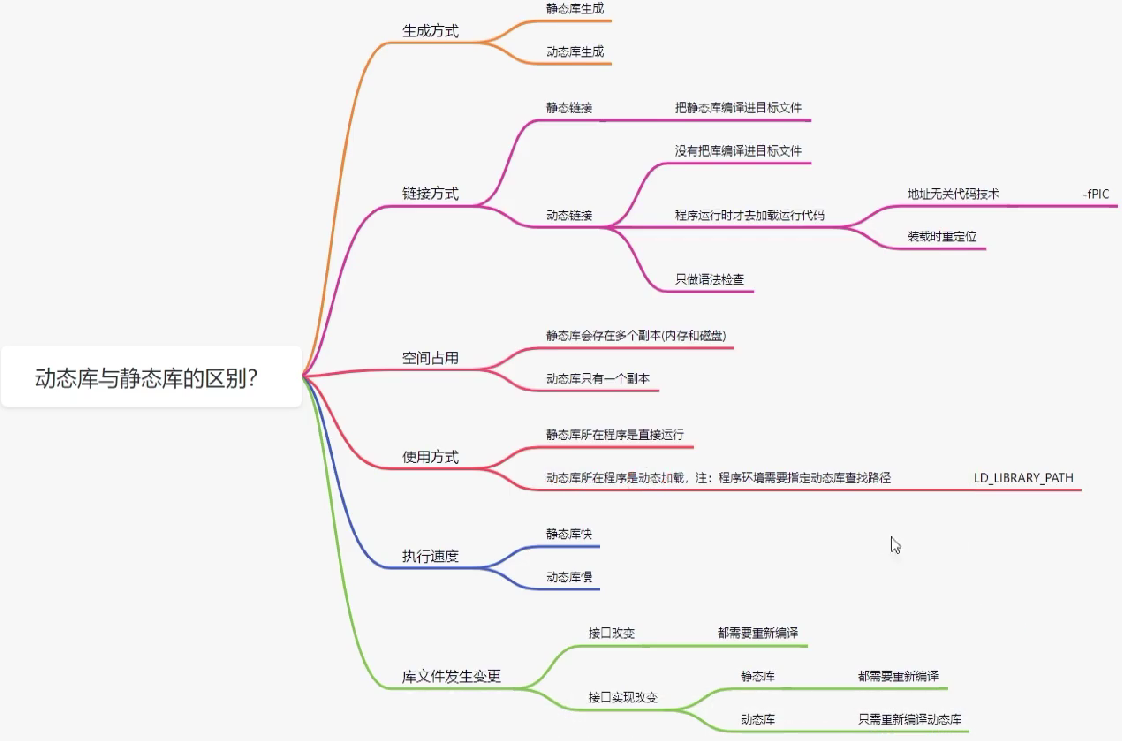 动态库与静态库的区别？
生成方式
静态库生成
动态库生成
链接方式
静态链接
把静态库编译进目标文件
动态链接
没有把库编译进目标文件
程序运行时才去加载运行代码
地址无关代码技术
-fPIC
装载时重定位
只做语法检查
空间占用
静态库会存在多个副本(内存和磁盘)
动态库只有一个副本
使用方式
静态库所在程序是直接运行
动态库所在程序是动态加载，注：程序环境需要指定动态库查找路径
LD_LIBRARY_PATH
执行速度
静态库快
动态库慢
库文件发生变更
接口改变
都需要重新编译
接口实现改变
静态库
都需要重新编译
动态库
只需重新编译动态库